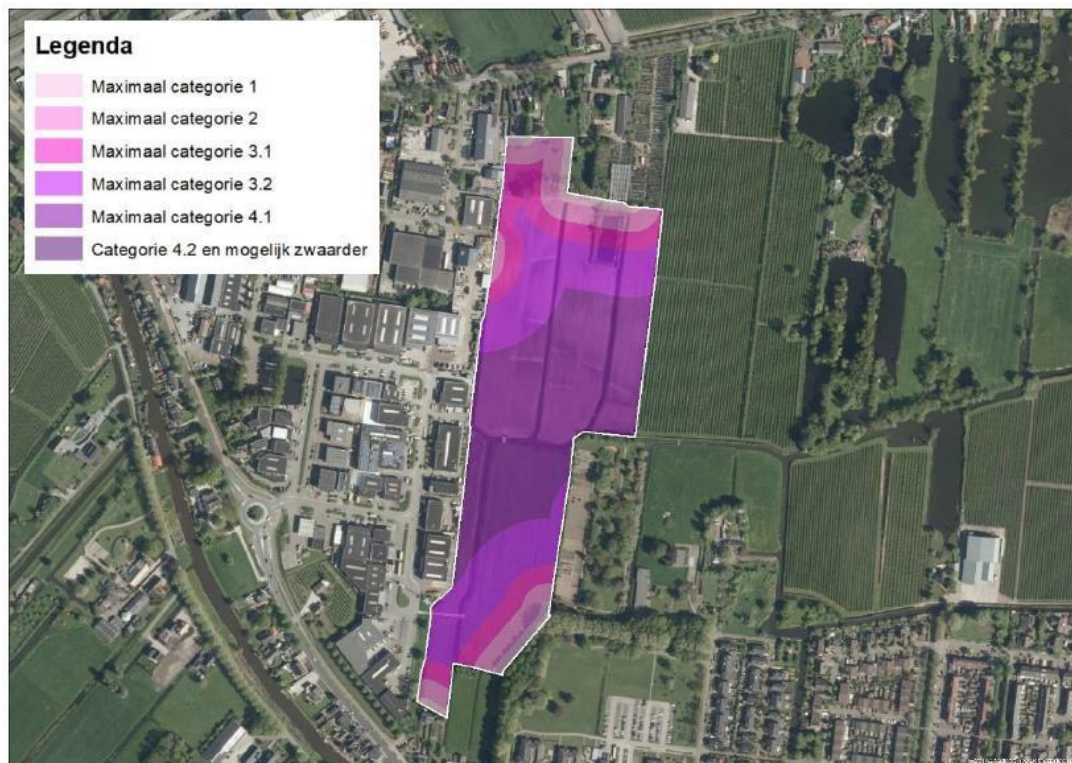 Legenda
Maximaal categorie 1
Maximaal categorie 2
Maximaal categorie 3.1
Maximaal categorie 3.2
Maximaal categorie 4.1
Categorie 4.2 en mogelijk zwaarder